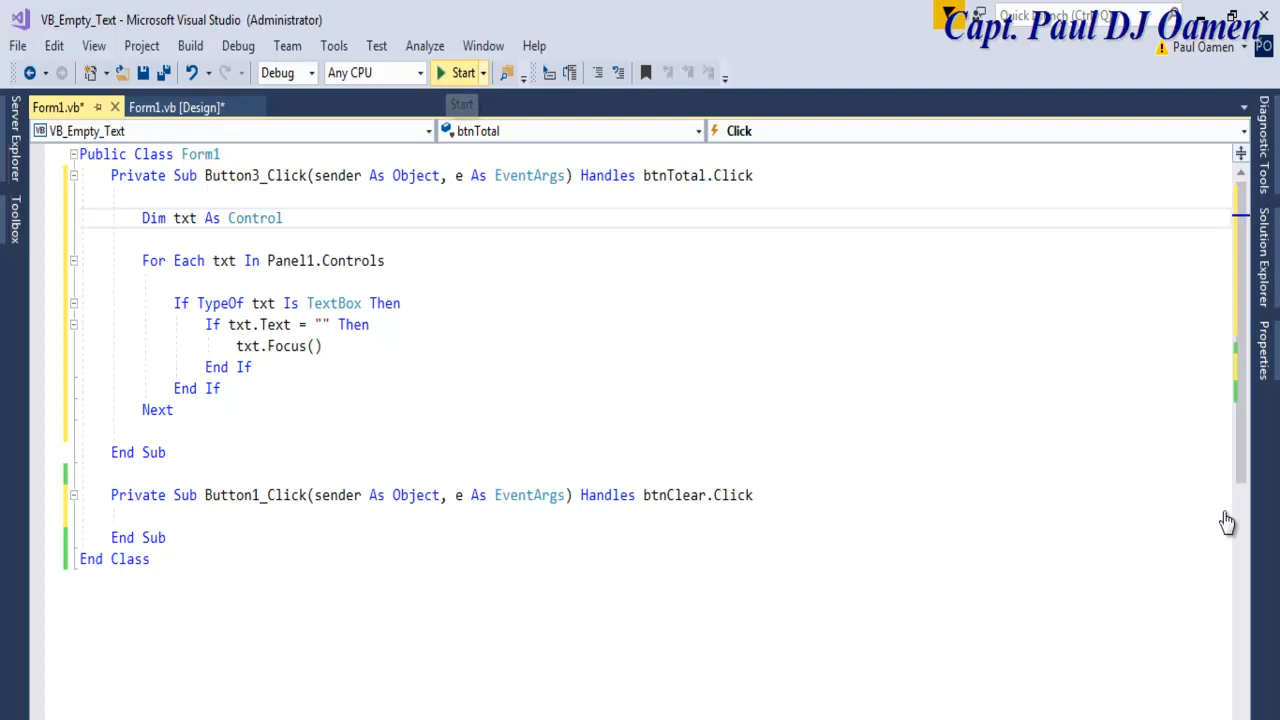 VB_Empty_Text - Microsoft Visual Studio (Administrator)
Quick Launch (Ctrl+Q)
Capt. Paul DJ Oamen
File Edit View Project Build Debug Team Tools Test Analyze Window Help
Paul Oamen
PO
Debug
Any CPU
Start
Form1.vb*
Form1.vb [Design]*
Start
VB_Empty_Text
btnTotal
Click
Server Explorer
Toolbox
Diagnostic Tools
Solution Explorer
Properties
Public Class Form1
Private Sub Button3_Click(sender As Object, e As EventArgs) Handles btnTotal.Click
Dim txt As Control
For Each txt In Panel1.Controls
If TypeOf txt Is TextBox Then
If txt.Text = "" Then
txt.Focus()
End If
End If
Next
End Sub
Private Sub Button1_Click(sender As Object, e As EventArgs) Handles btnClear.Click
End Sub
End Class